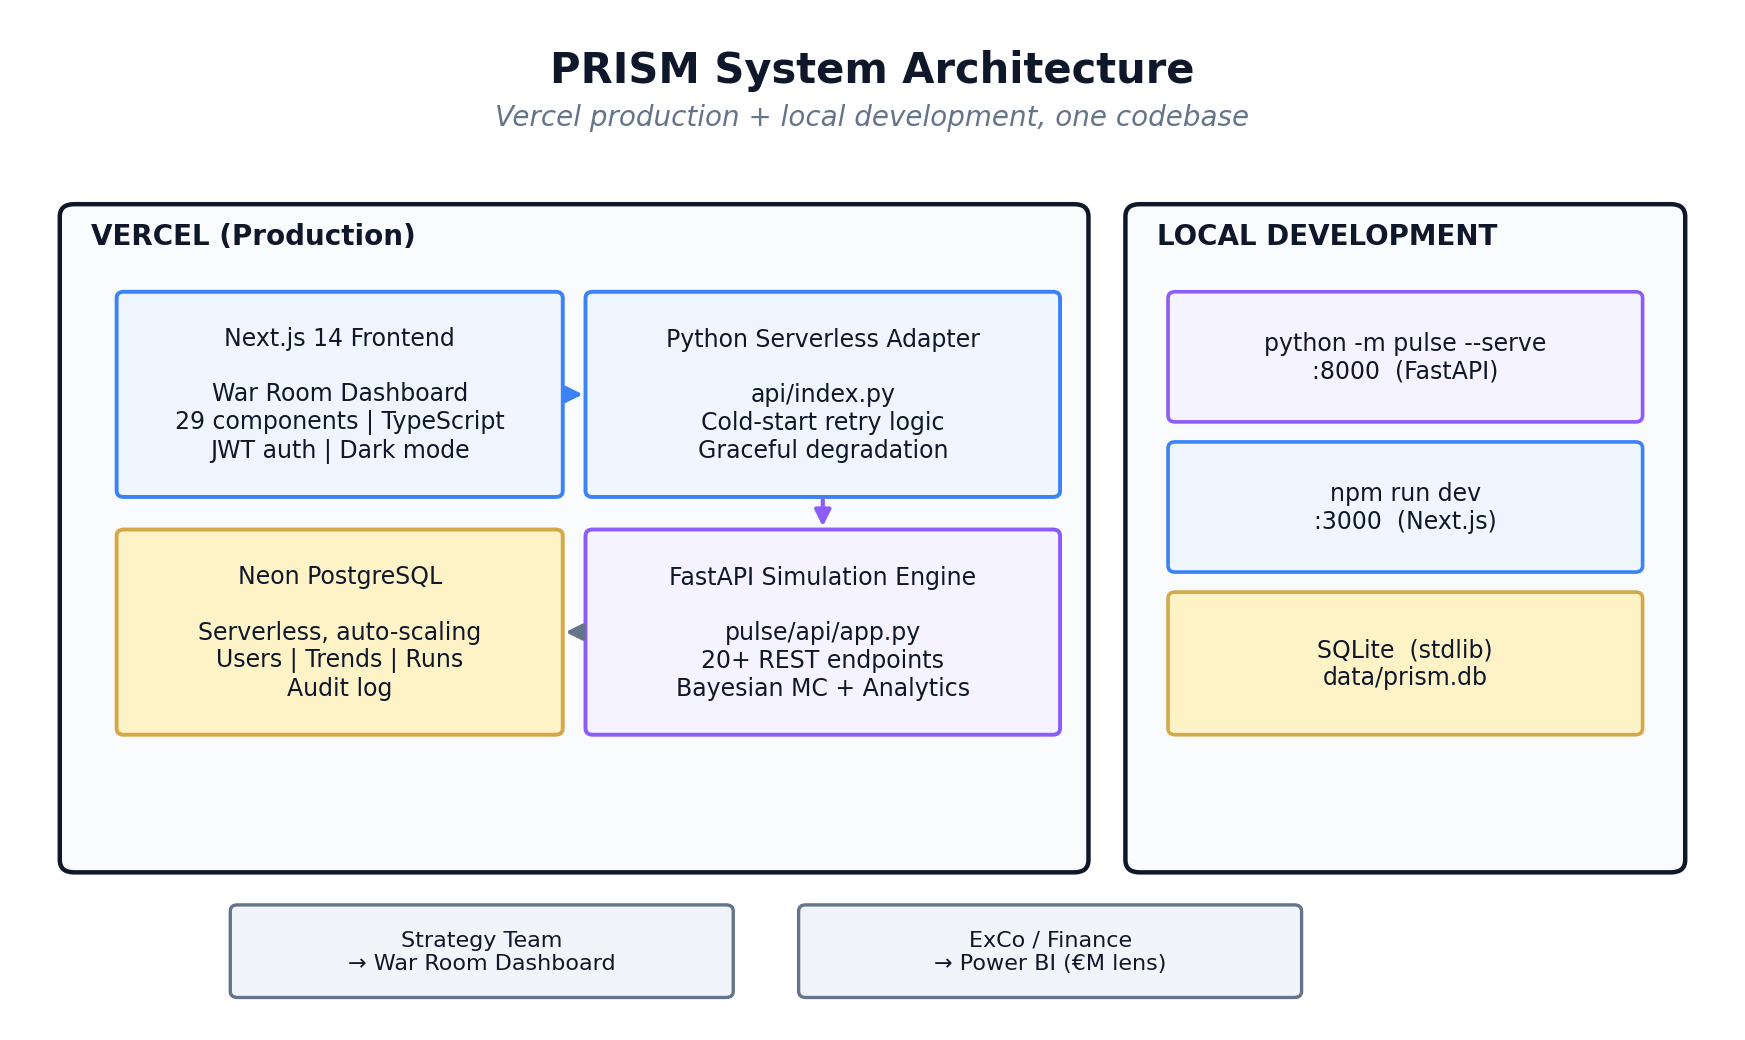 PRISM System Architecture
Vercel production + local development, one codebase
VERCEL (Production)
Next.js 14 Frontend
War Room Dashboard
29 components | TypeScript
JWT auth | Dark mode
Python Serverless Adapter
api/index.py
Cold-start retry logic
Graceful degradation
Neon PostgreSQL
Serverless, auto-scaling
Users | Trends | Runs
Audit log
FastAPI Simulation Engine
pulse/api/app.py
20+ REST endpoints
Bayesian MC + Analytics
LOCAL DEVELOPMENT
python -m pulse --serve
:8000  (FastAPI)
npm run dev
:3000  (Next.js)
SQLite  (stdlib)
data/prism.db
Strategy Team
→ War Room Dashboard
ExCo / Finance
→ Power BI (€M lens)